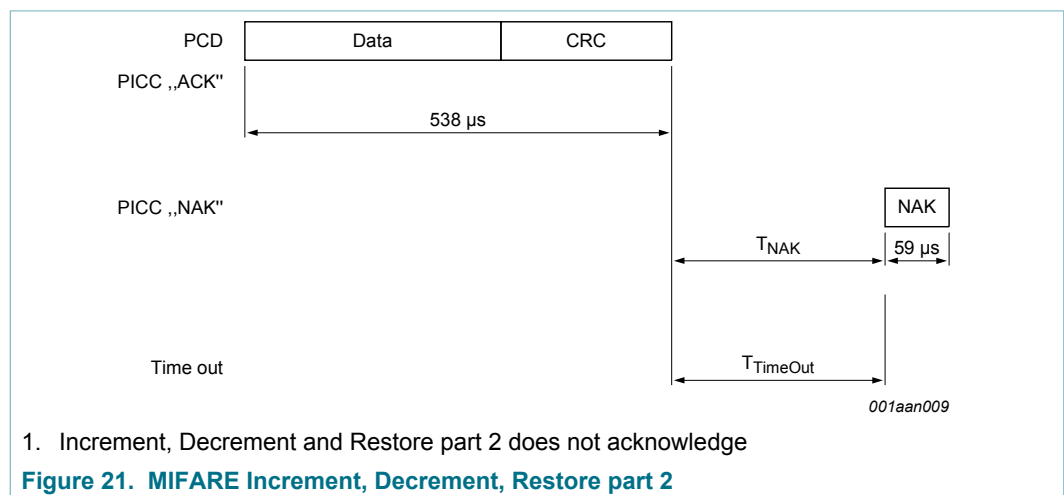 PCD Data CRC
PICC ,,ACK"
538 µs
PICC ,,NAK" NAK
TNAK 59 µs
Time out TTimeOut
001aan009
1. Increment, Decrement and Restore part 2 does not acknowledge
Figure 21. MIFARE Increment, Decrement, Restore part 2